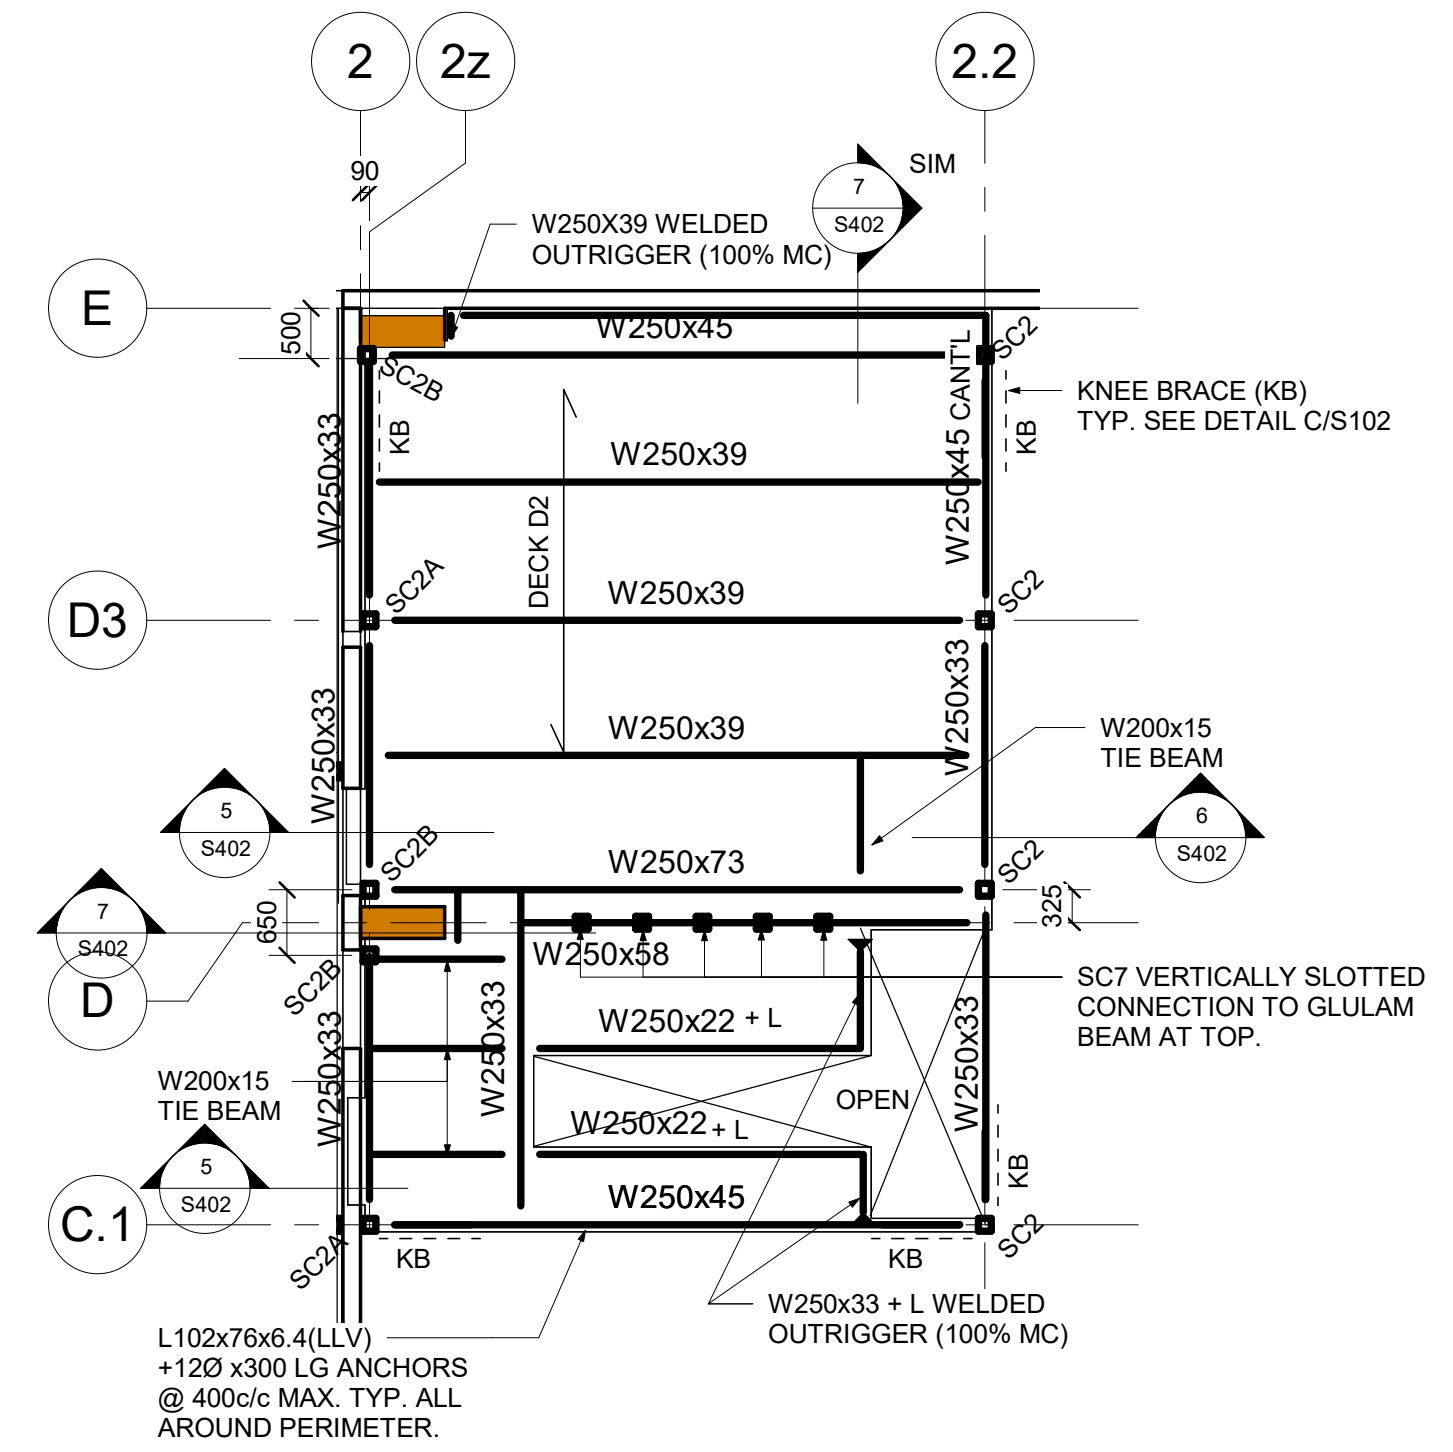 2
2z
2.2
90
SIM
7
S402
W250X39 WELDED
OUTRIGGER (100% MC)
E
500
W250x45
SC2
SC2B
KB
W250x33
W250x45 CANT'L
KB
KNEE BRACE (KB)
TYP. SEE DETAIL C/S102
W250x39
DECK D2
SC2A
W250x39
SC2
D3
W250x33
W250x33
W250x39
W200x15
TIE BEAM
5
S402
6
S402
SC2B
W250x73
SC2
325
7
S402
650
W250x58
D
SC2B
SC7 VERTICALLY SLOTTED
CONNECTION TO GLULAM
BEAM AT TOP.
W250x33
W250x33
W250x22 + L
W250x33
W200x15
TIE BEAM
OPEN
W250x22 + L
5
S402
KB
W250x45
C.1
SC2A
SC2
KB
KB
W250x33 + L WELDED
OUTRIGGER (100% MC)
L102x76x6.4(LLV)
+12Ø x300 LG ANCHORS
@ 400c/c MAX. TYP. ALL
AROUND PERIMETER.